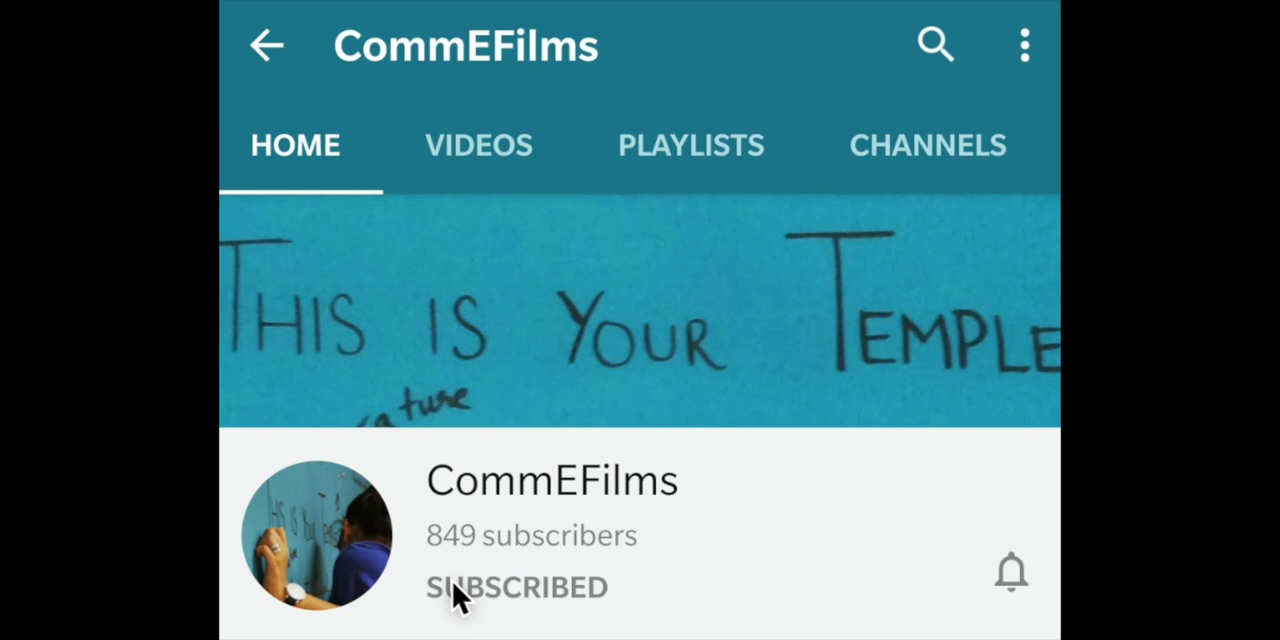 CommEFilms
HOME VIDEOS PLAYLISTS CHANNELS
THIS IS YOUR TEMPLE
CommEFilms
849 subscribers
SUBSCRIBED